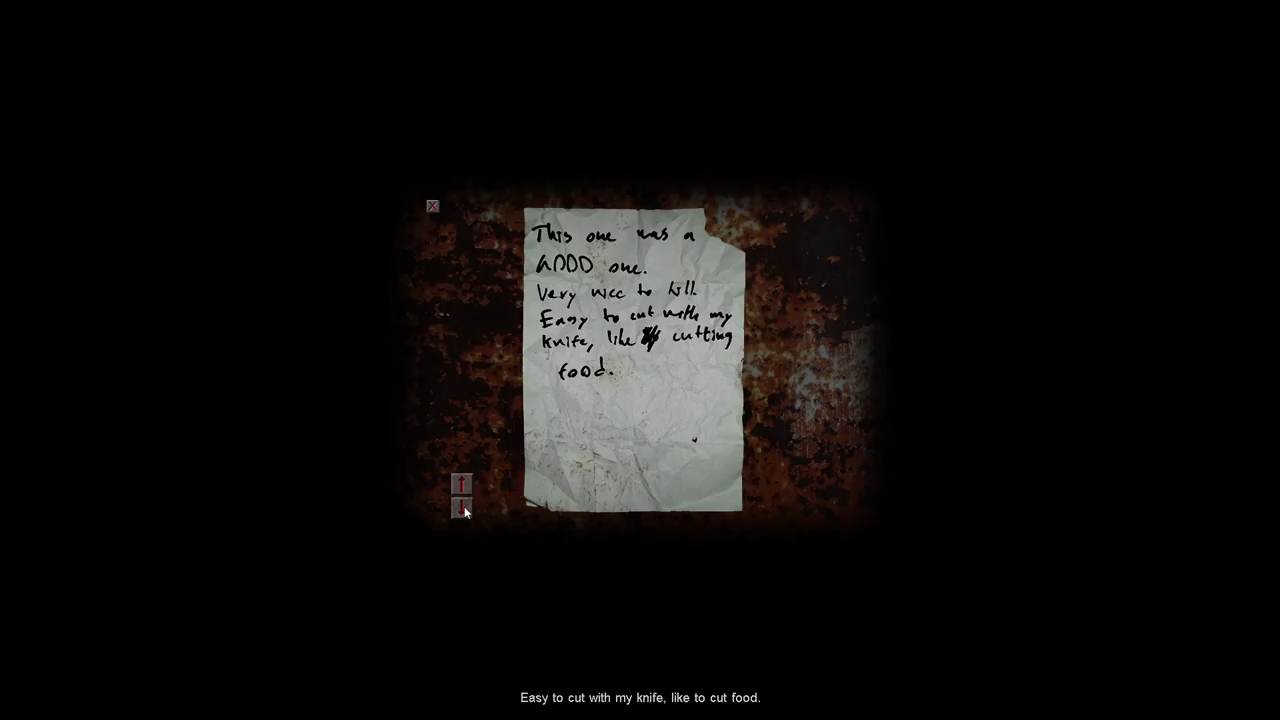 This one was a
GOOD one.
Very nice to kill.
Easy to cut with my
knife, like cutting
food.
Easy to cut with my knife, like to cut food.